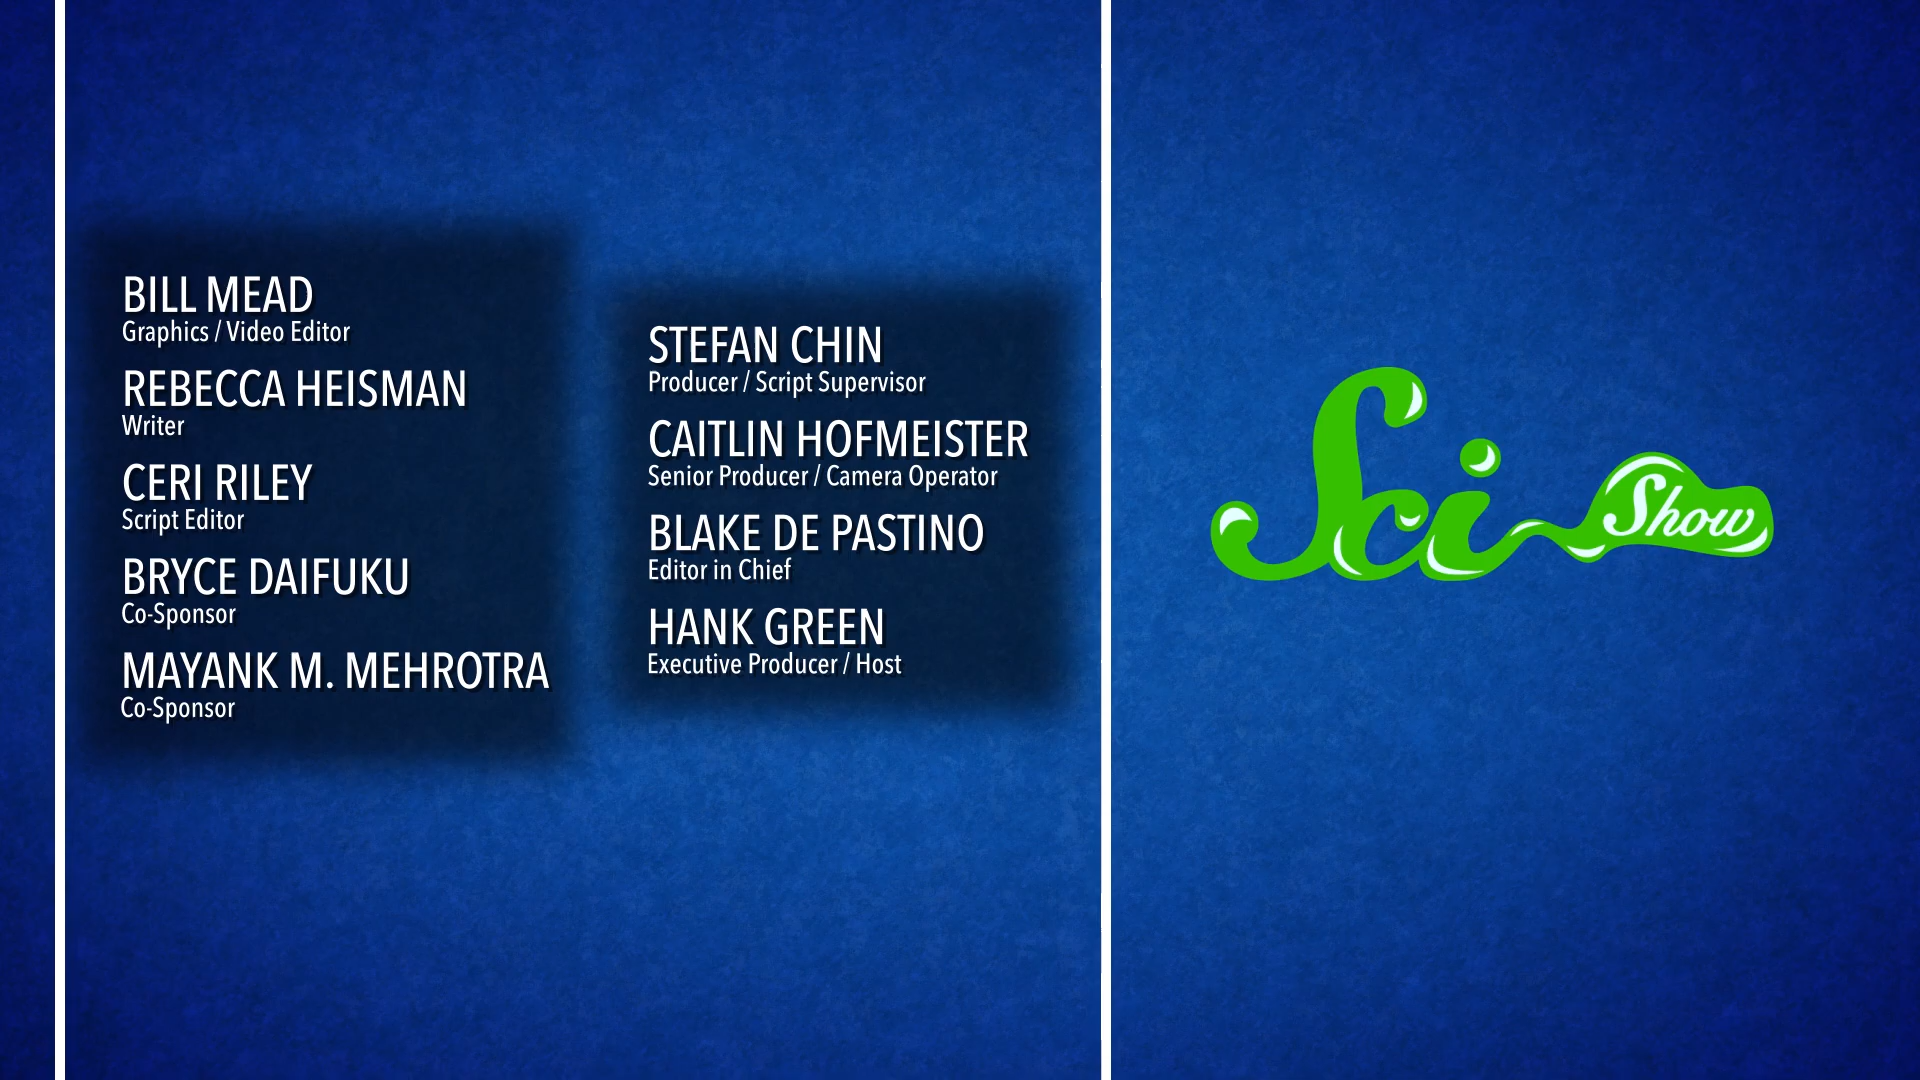 BILL MEAD
Graphics / Video Editor
REBECCA HEISMAN
Writer
CERI RILEY
Script Editor
BRYCE DAIFUKU
Co-Sponsor
MAYANK M. MEHROTRA
Co-Sponsor
STEFAN CHIN
Producer / Script Supervisor
CAITLIN HOFMEISTER
Senior Producer / Camera Operator
BLAKE DE PASTINO
Editor in Chief
HANK GREEN
Executive Producer / Host
Sci Show